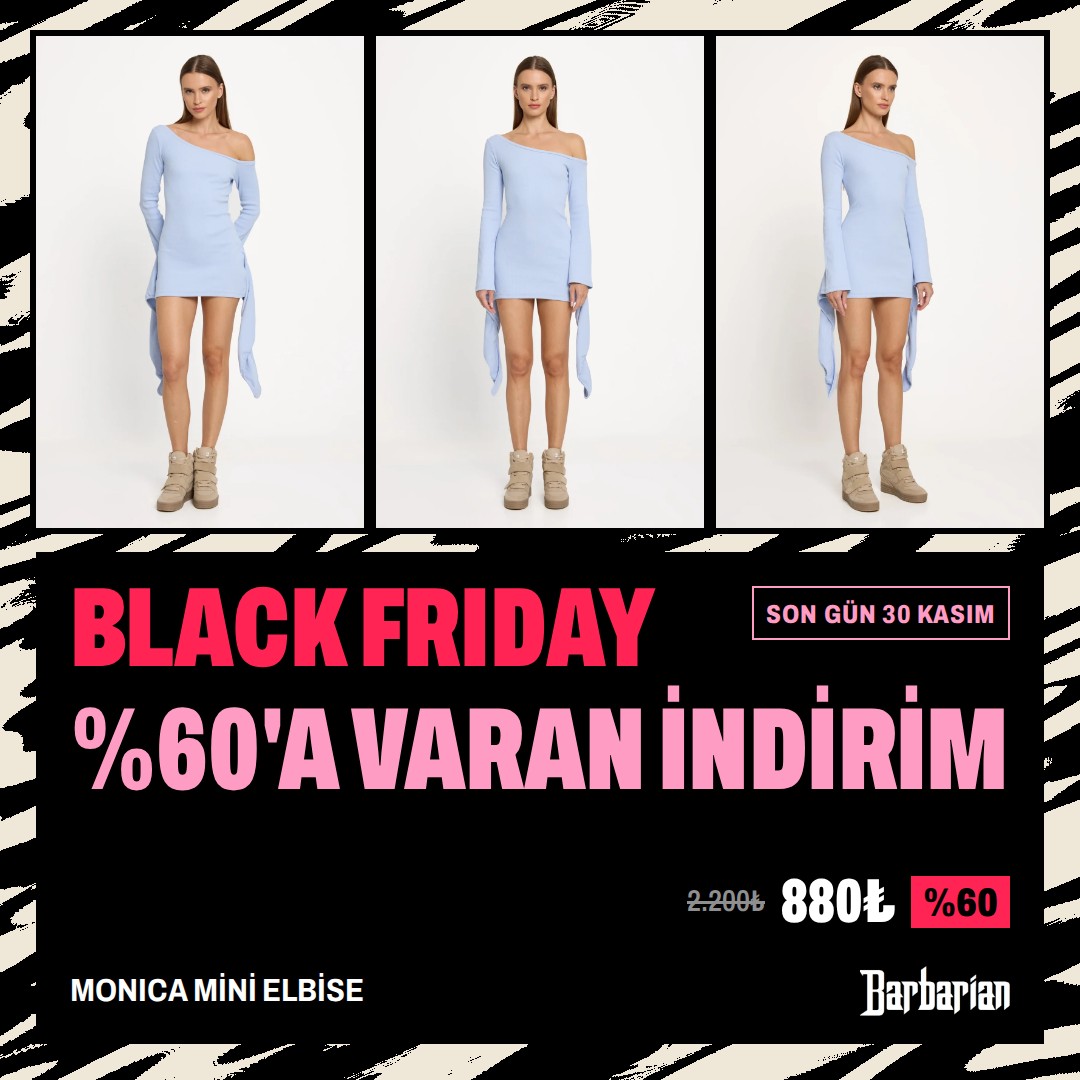 BLACK FRIDAY
SON GÜN 30 KASIM
%60'A VARAN İNDİRİM
2.200₺ 880₺ %60
MONICA MİNİ ELBİSE
Barbarian